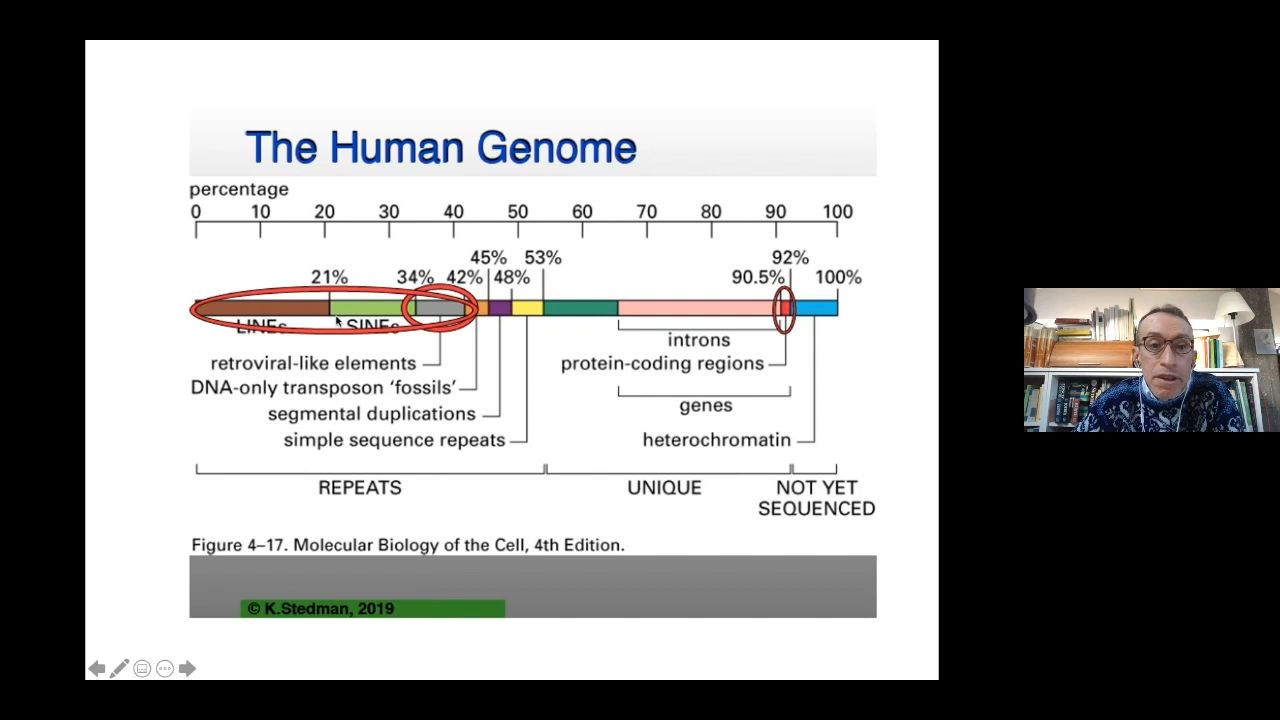 The Human Genome
percentage
0 10 20 30 40 50 60 70 80 90 100
45% 53% 92%
21% 34% 42% 48% 90.5% 100%
LINEs SINEs
introns
retroviral-like elements protein-coding regions
DNA-only transposon ‘fossils’
segmental duplications genes
simple sequence repeats heterochromatin
REPEATS UNIQUE NOT YET
SEQUENCED
Figure 4–17. Molecular Biology of the Cell, 4th Edition.
© K.Stedman, 2019